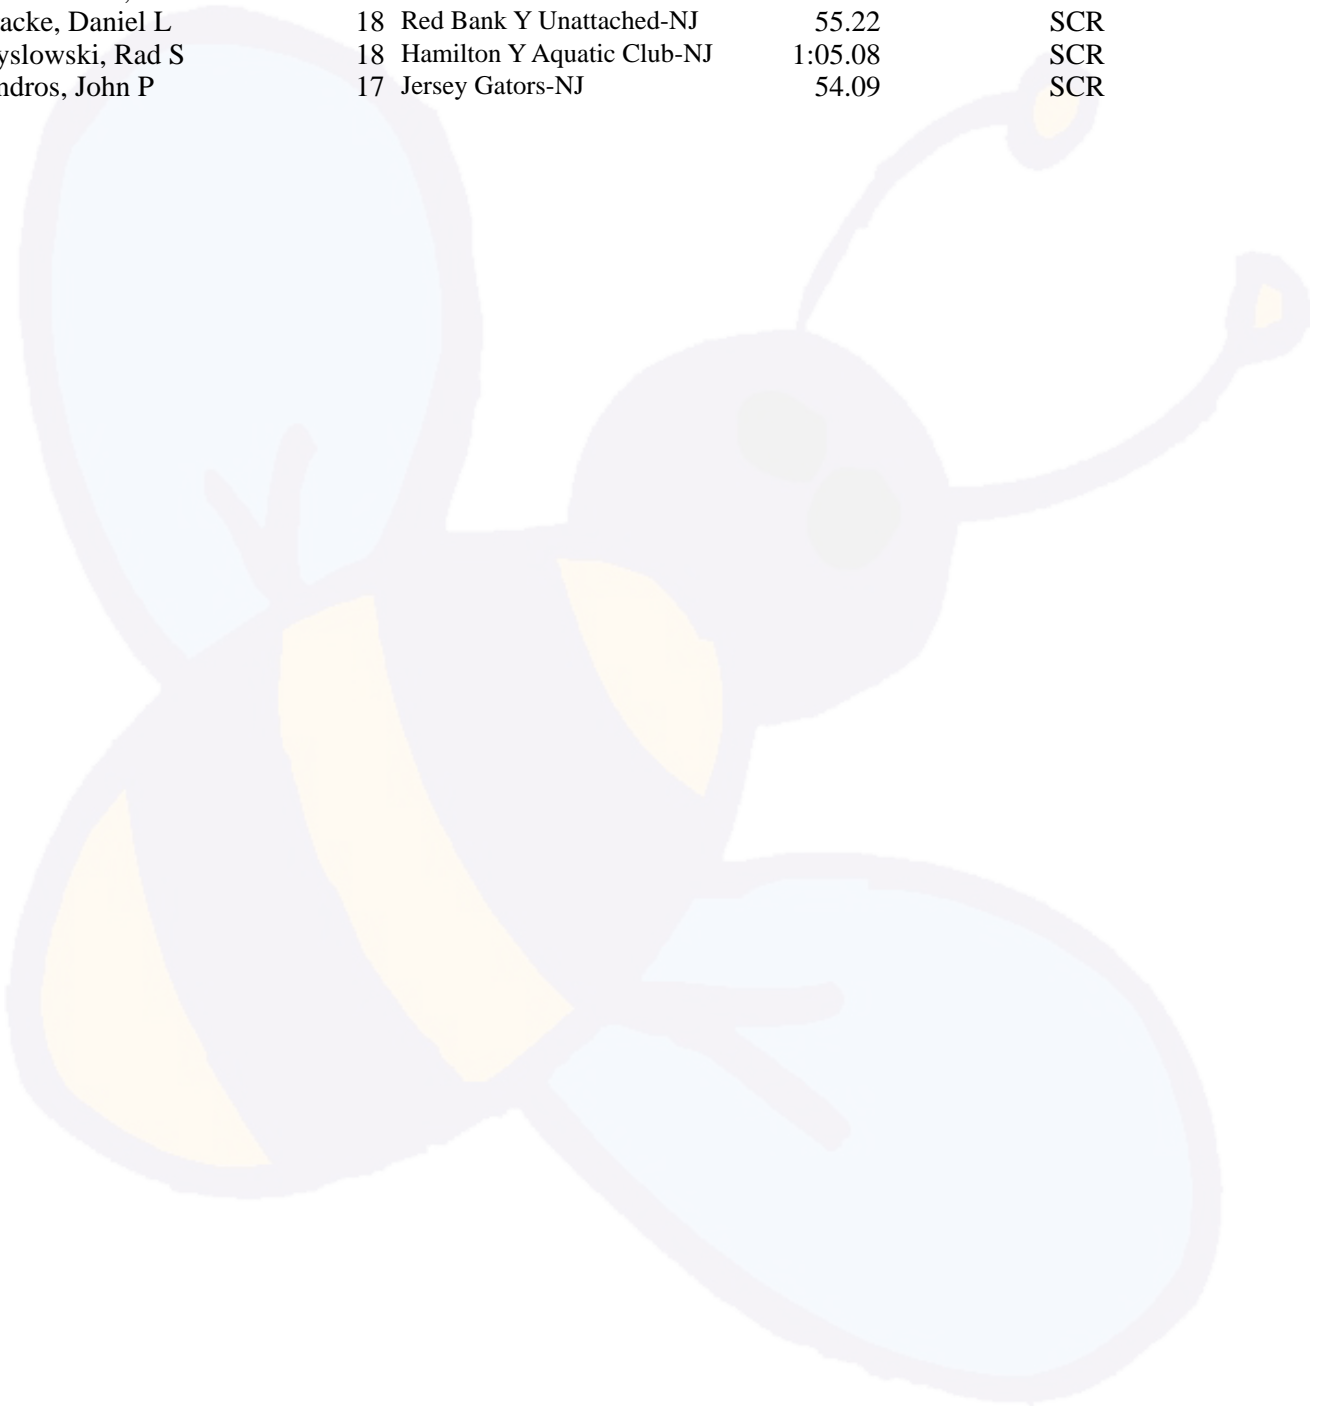 acke, Daniel L 18 Red Bank Y Unattached-NJ 55.22 SCR
yslowski, Rad S 18 Hamilton Y Aquatic Club-NJ 1:05.08 SCR
ndros, John P 17 Jersey Gators-NJ 54.09 SCR